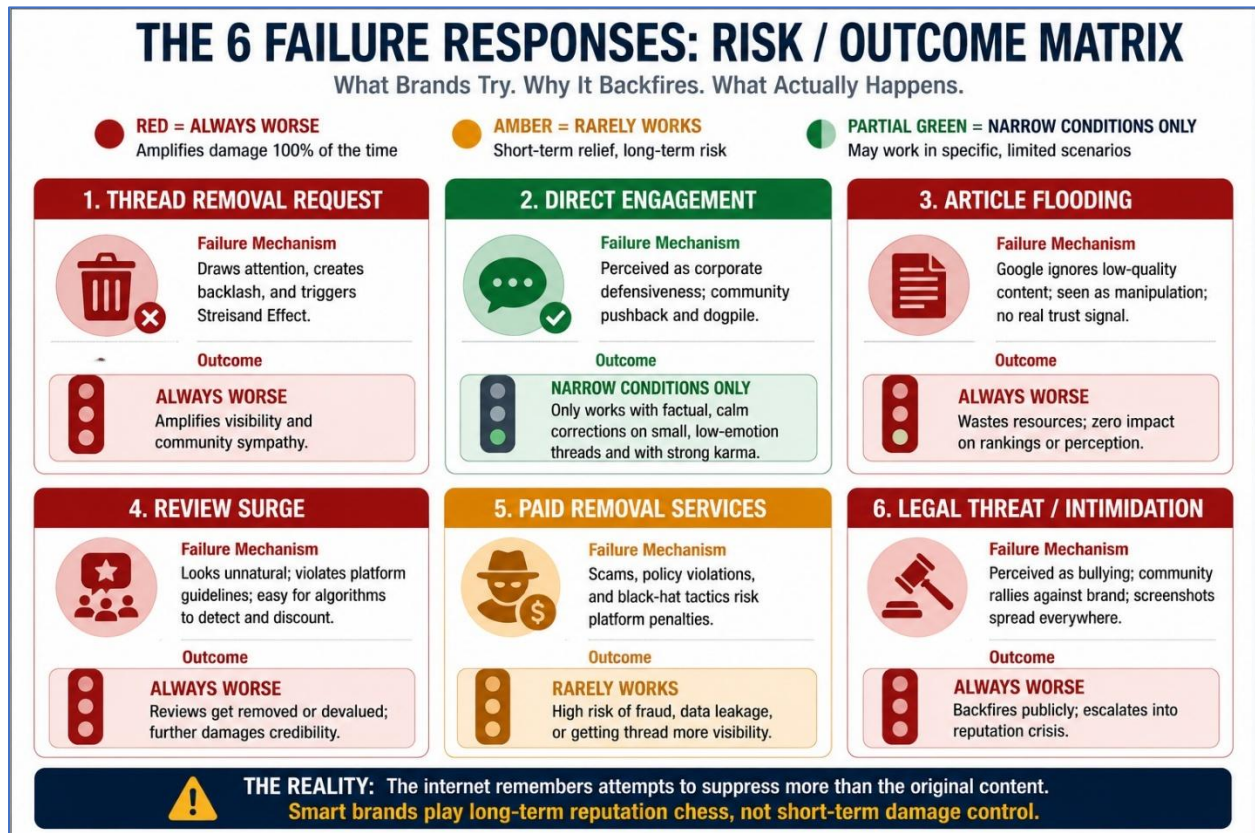 THE 6 FAILURE RESPONSES: RISK / OUTCOME MATRIX
What Brands Try. Why It Backfires. What Actually Happens.
RED = ALWAYS WORSE
Amplifies damage 100% of the time
AMBER = RARELY WORKS
Short-term relief, long-term risk
PARTIAL GREEN = NARROW CONDITIONS ONLY
May work in specific, limited scenarios
1. THREAD REMOVAL REQUEST
Failure Mechanism
Draws attention, creates
backlash, and triggers
Streisand Effect.
Outcome
ALWAYS WORSE
Amplifies visibility and
community sympathy.
2. DIRECT ENGAGEMENT
Failure Mechanism
Perceived as corporate
defensiveness; community
pushback and dogpile.
Outcome
NARROW CONDITIONS ONLY
Only works with factual, calm
corrections on small, low-emotion
threads and with strong karma.
3. ARTICLE FLOODING
Failure Mechanism
Google ignores low-quality
content; seen as manipulation;
no real trust signal.
Outcome
ALWAYS WORSE
Wastes resources; zero impact
on rankings or perception.
4. REVIEW SURGE
Failure Mechanism
Looks unnatural; violates platform
guidelines; easy for algorithms
to detect and discount.
Outcome
ALWAYS WORSE
Reviews get removed or devalued;
further damages credibility.
5. PAID REMOVAL SERVICES
Failure Mechanism
Scams, policy violations,
and black-hat tactics risk
platform penalties.
$
Outcome
RARELY WORKS
High risk of fraud, data leakage,
or getting thread more visibility.
6. LEGAL THREAT / INTIMIDATION
Failure Mechanism
Perceived as bullying; community
rallies against brand; screenshots
spread everywhere.
Outcome
ALWAYS WORSE
Backfires publicly; escalates into
reputation crisis.
THE REALITY: The internet remembers attempts to suppress more than the original content.
Smart brands play long-term reputation chess, not short-term damage control.